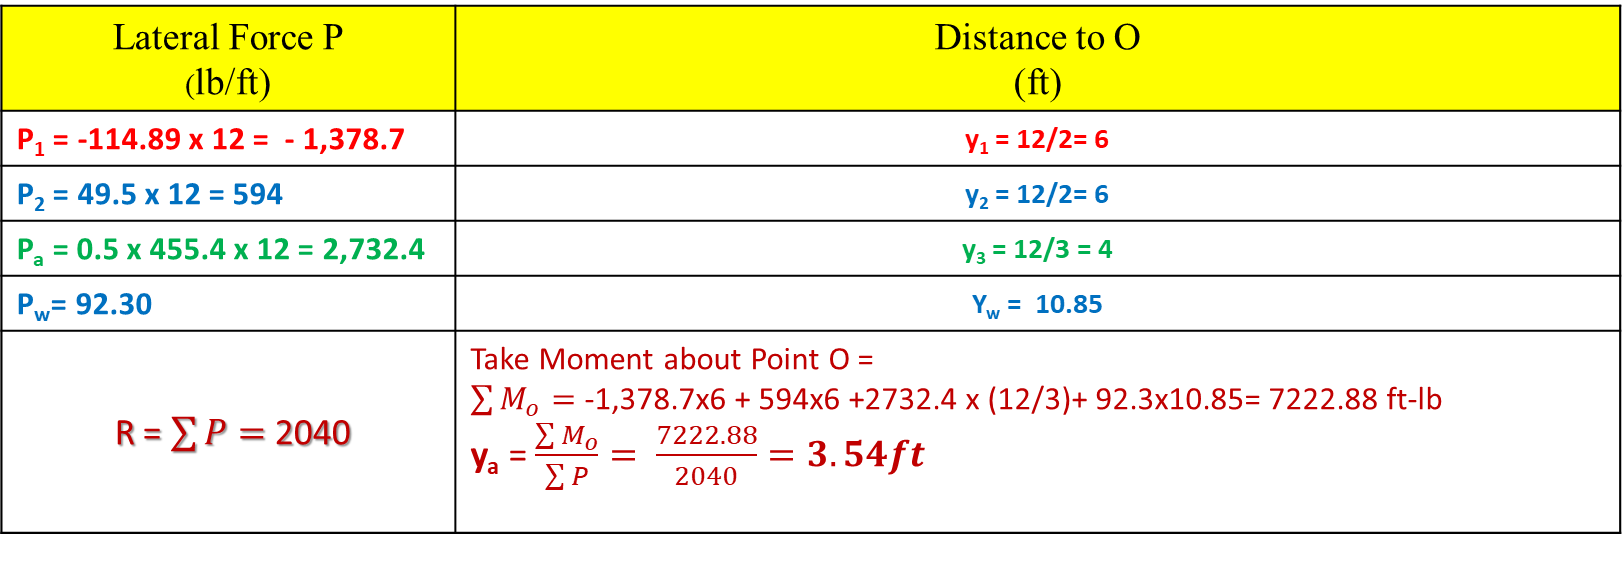 Lateral Force P
(lb/ft)
Distance to O
(ft)
P₁ = -114.89 x 12 =  - 1,378.7
y₁ = 12/2= 6
P₂ = 49.5 x 12 = 594
y₂ = 12/2= 6
Pₐ = 0.5 x 455.4 x 12 = 2,732.4
y₃ = 12/3 = 4
P_w= 92.30
Y_w =  10.85
R = ∑ P = 2040
Take Moment about Point O =
∑ Mₒ = -1,378.7x6 + 594x6 +2732.4 x (12/3)+ 92.3x10.85= 7222.88 ft-lb
yₐ = ∑ Mₒ / ∑ P = 7222.88 / 2040 = 3.54ft